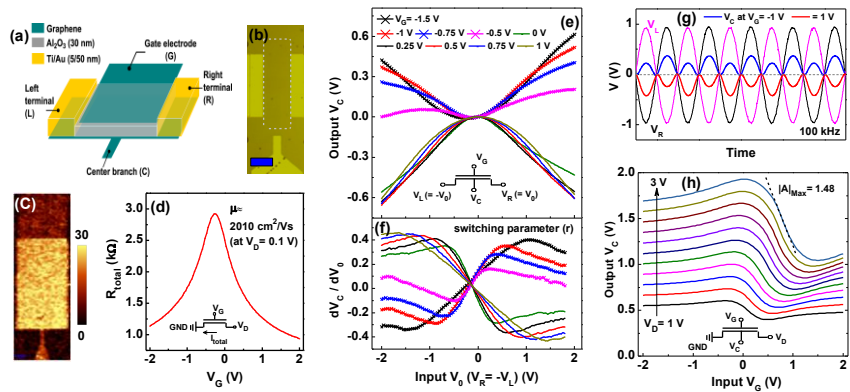 (a)
Graphene
Al2O3 (30 nm)
Ti/Au (5/50 nm)
Gate electrode
(G)
Right
terminal
(R)
Left
terminal
(L)
Center
branch (C)
(b)
(C)
30
0
(d)
μ≈
2010 cm²/Vs
(at VD= 0.1 V)
Rtotal (kΩ)
3.0
2.5
2.0
1.5
1.0
VG
GND
VD
Itotal
-2 -1 0 1 2
VG (V)
(e)
VG= -1.5 V
-1 V -0.75 V -0.5 V 0 V
0.25 V 0.5 V 0.75 V 1 V
Output VC (V)
0.6
0.3
0.0
-0.3
-0.6
VG
VL (= -V0) VR (= V0)
VC
(f)
switching parameter (r)
dVC / dV0
0.4
0.2
0.0
-0.2
-0.4
-2 -1 0 1 2
Input V0 (VR= -VL)
(g)
VC at VG= -1 V = 1 V
V (V)
1
0
-1
VL
VR
100 kHz
Time
(h)
|A|Max = 1.48
3 V
Output VC (V)
2.0
1.5
1.0
0.5
0.0
VD= 1 V
VG
GND
VC
VD
-2 -1 0 1 2
Input VG (V)